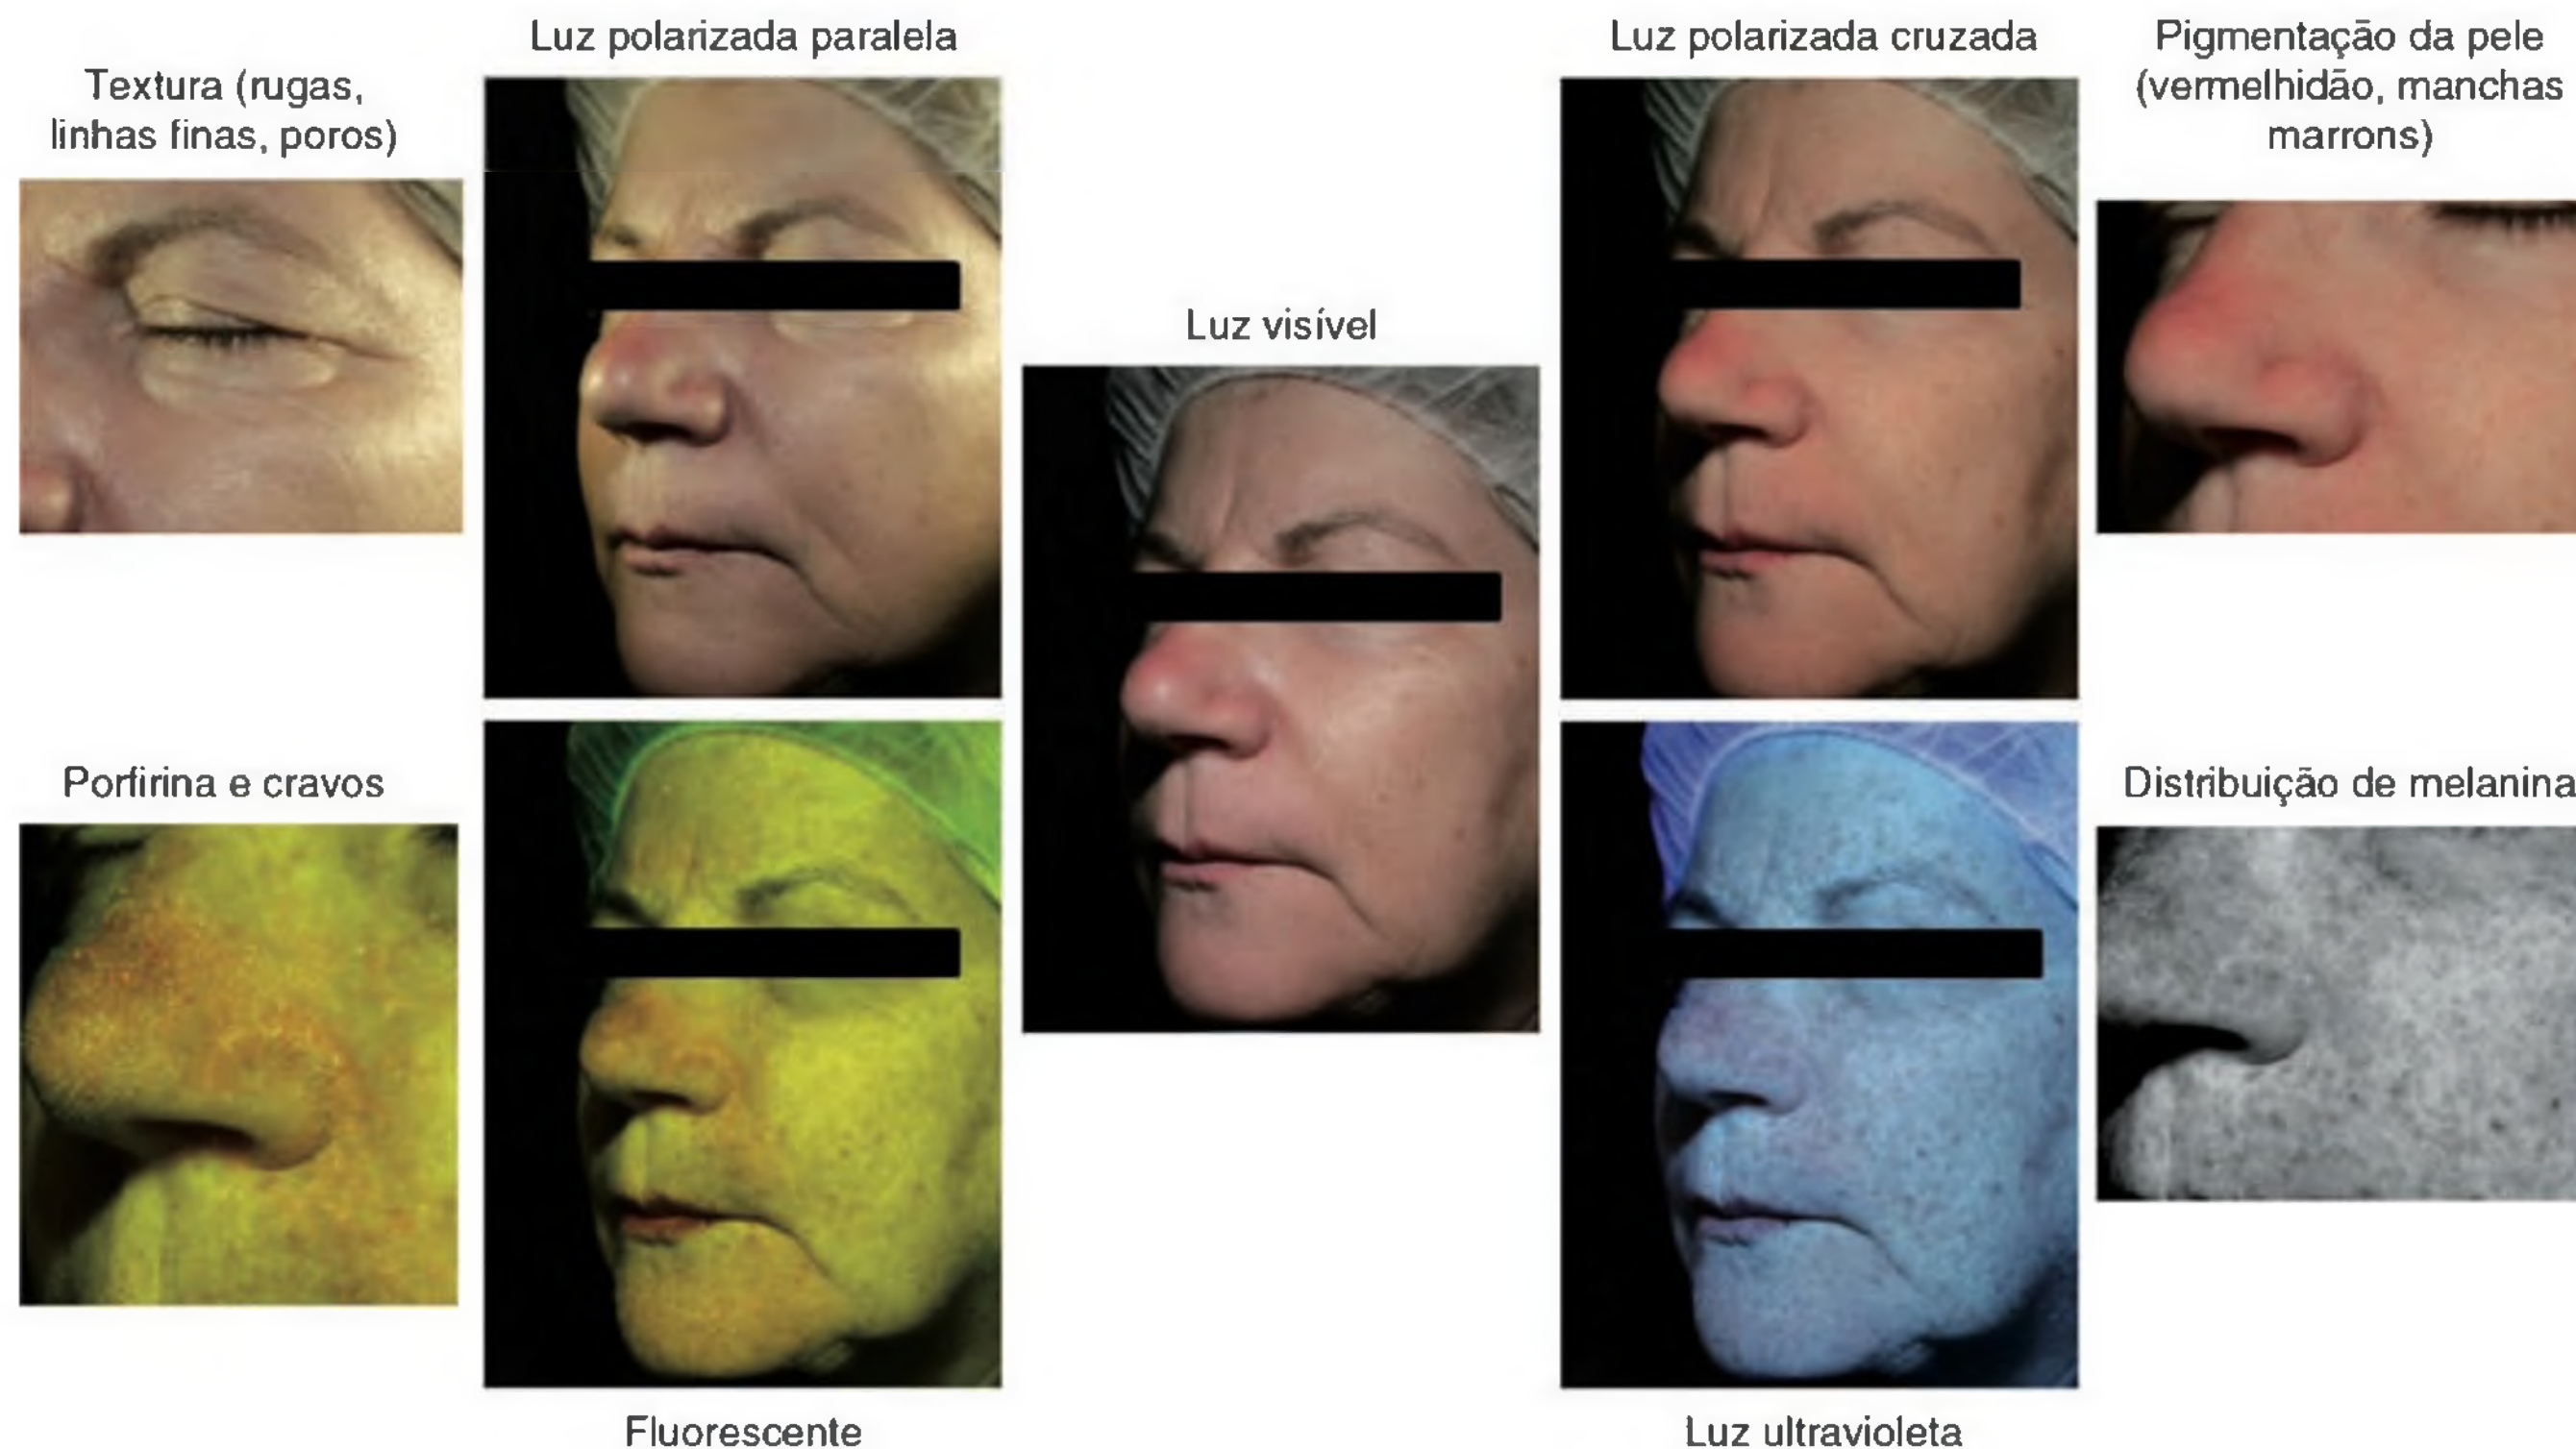 Luz polarizada paralela
Luz polarizada cruzada
Pigmentação da pele
(vermelhidão, manchas
marrons)
Textura (rugas,
linhas finas, poros)
Luz visível
Porfirina e cravos
Distribuição de melanina
Fluorescente
Luz ultravioleta